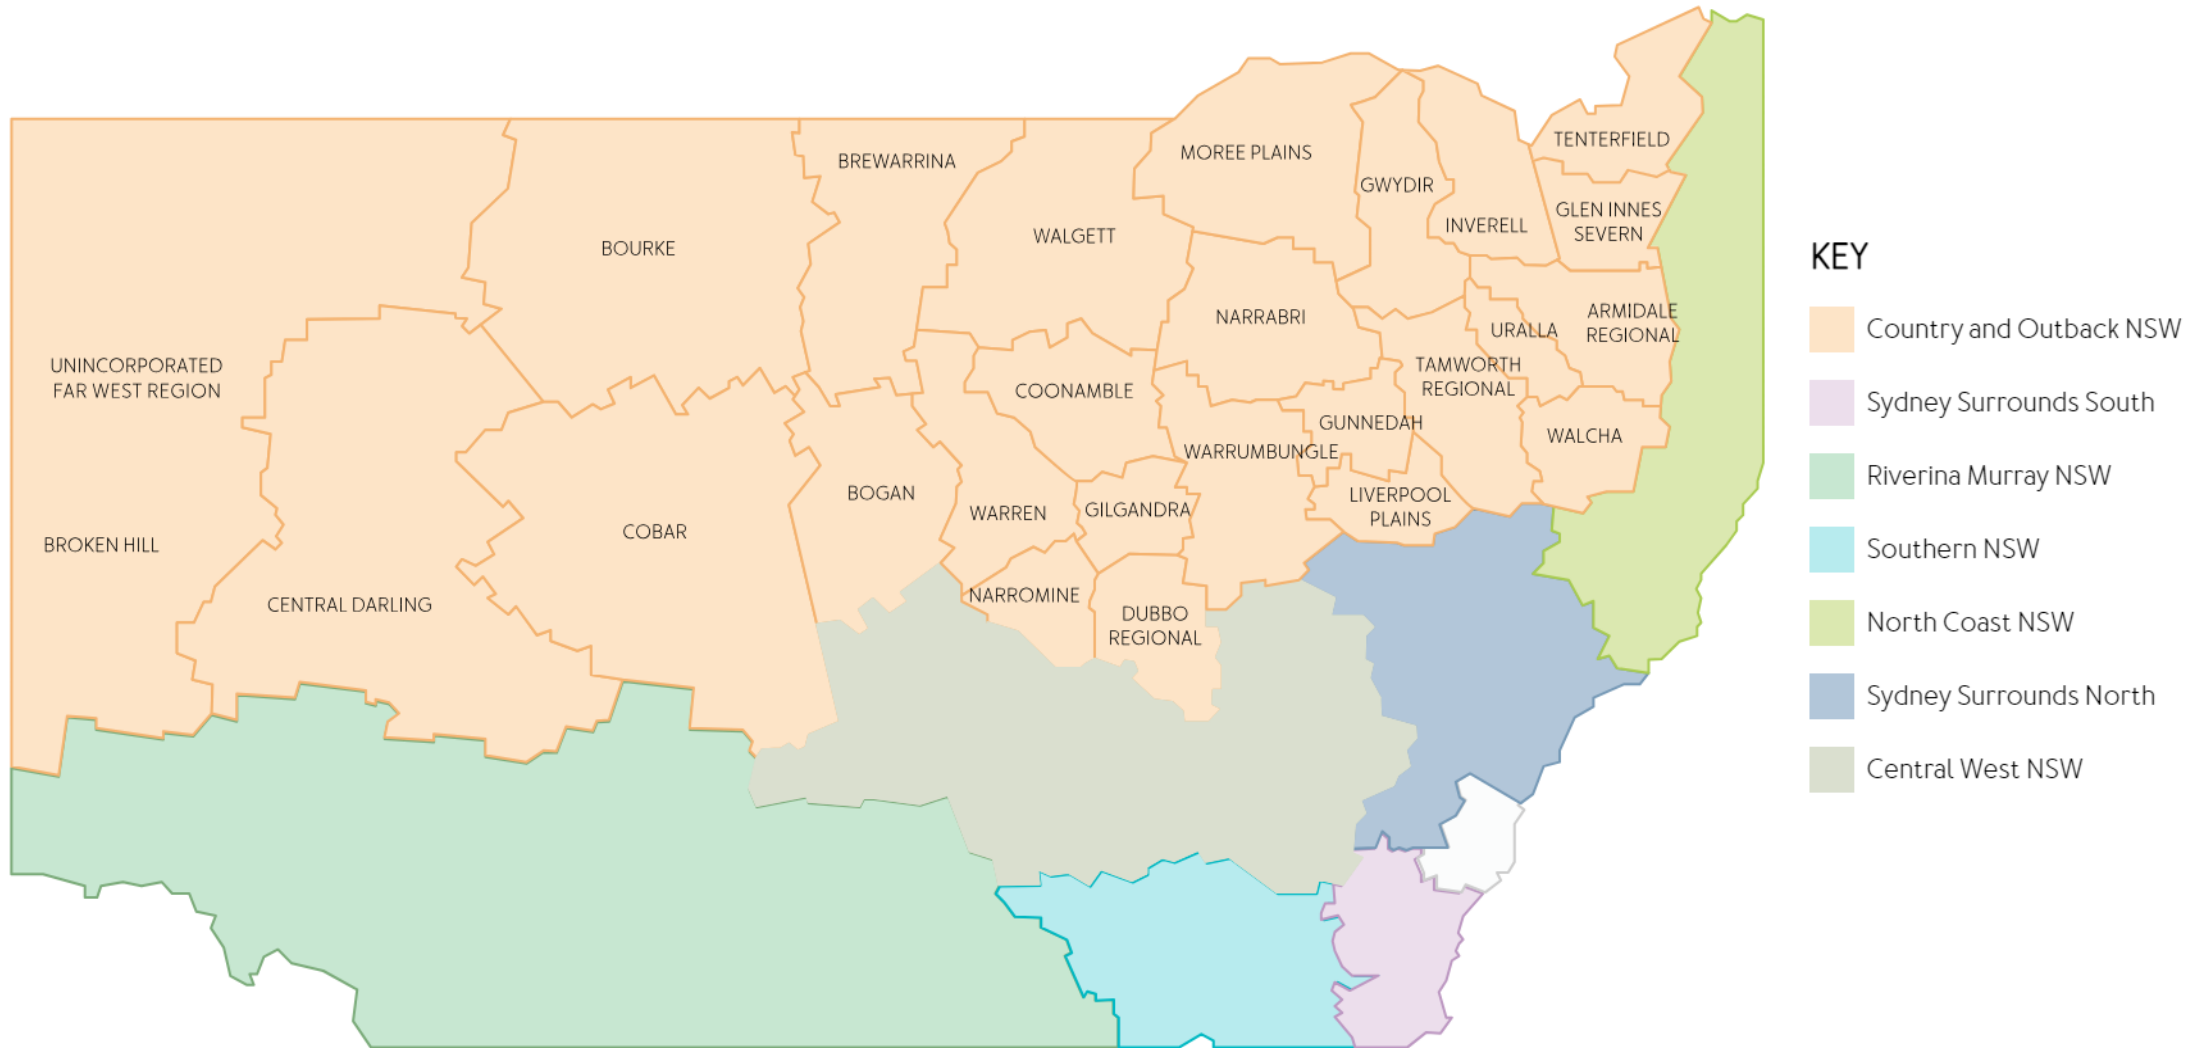 TENTERFIELD
MOREE PLAINS
BREWARRINA
GWYDIR
GLEN INNES
SEVERN
INVERELL
WALGETT
BOURKE
KEY
ARMIDALE
REGIONAL
NARRABRI
URALLA
Country and Outback NSW
UNINCORPORATED
FAR WEST REGION
TAMWORTH
REGIONAL
COONAMBLE
Sydney Surrounds South
GUNNEDAH
WALCHA
WARRUMBUNGLE
Riverina Murray NSW
BOGAN
LIVERPOOL
PLAINS
WARREN
GILGANDRA
COBAR
BROKEN HILL
Southern NSW
NARROMINE
CENTRAL DARLING
DUBBO
REGIONAL
North Coast NSW
Sydney Surrounds North
Central West NSW